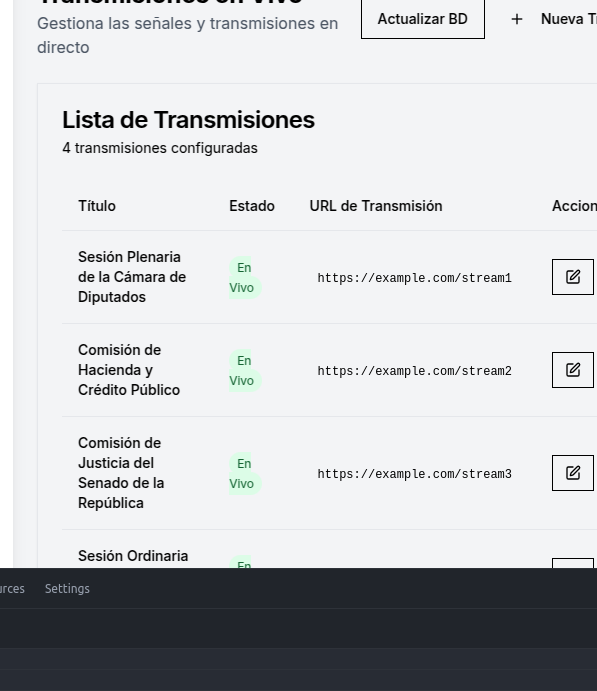 Transmisiones en Vivo
Gestiona las señales y transmisiones en
directo
Actualizar BD
Nueva
Lista de Transmisiones
4 transmisiones configuradas
Título
Estado
URL de Transmisión
Accion
Sesión Plenaria
de la Cámara de
Diputados
En
Vivo
https://example.com/stream1
Comisión de
Hacienda y
Crédito Público
En
Vivo
https://example.com/stream2
Comisión de
Justicia del
Senado de la
República
En
Vivo
https://example.com/stream3
Sesión Ordinaria
En
urces
Settings